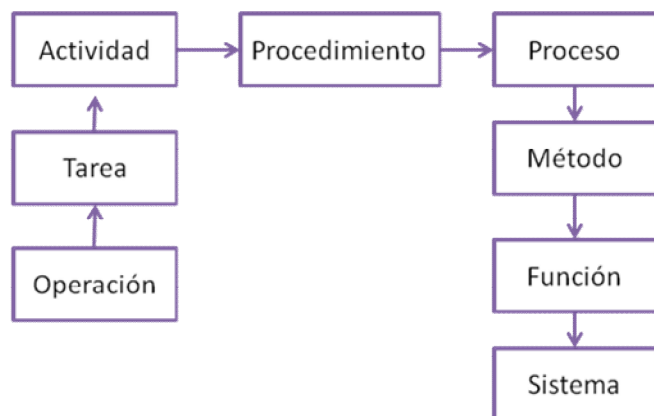 Actividad
Procedimiento
Proceso
Tarea
Método
Operación
Función
Sistema